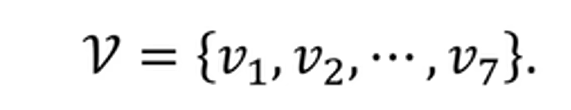 𝒱 = {v₁, v₂, ⋯, v₇}.